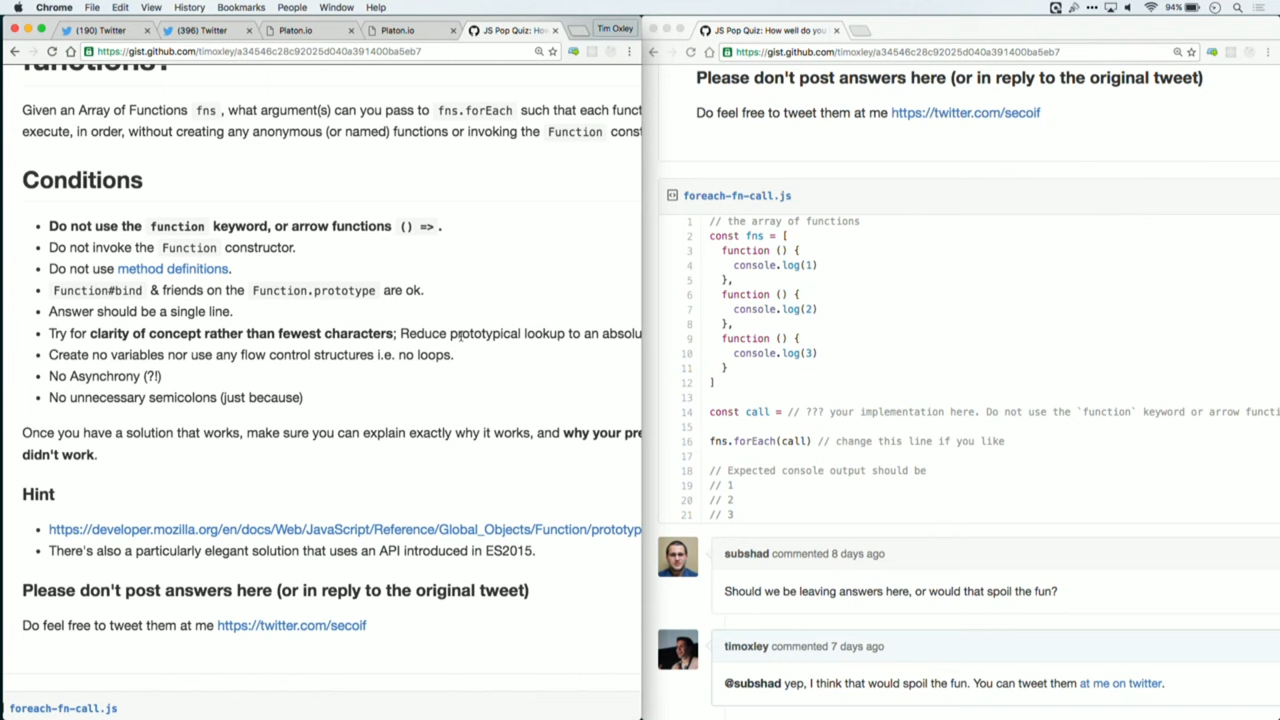 Chrome File Edit View History Bookmarks People Window Help 94%
(190) Twitter (396) Twitter Platon.io Platon.io JS Pop Quiz: Ho Tim Oxley
https://gist.github.com/timoxley/a34546c28c92025d040a391400ba5eb7
Given an Array of Functions fns , what argument(s) can you pass to fns.forEach such that each funct
execute, in order, without creating any anonymous (or named) functions or invoking the Function const
Conditions
• Do not use the function keyword, or arrow functions () => .
• Do not invoke the Function constructor.
• Do not use method definitions.
• Function#bind & friends on the Function.prototype are ok.
• Answer should be a single line.
• Try for clarity of concept rather than fewest characters; Reduce prototypical lookup to an absolu
• Create no variables nor use any flow control structures i.e. no loops.
• No Asynchrony (?!)
• No unnecessary semicolons (just because)
Once you have a solution that works, make sure you can explain exactly why it works, and why your pre
didn't work.
Hint
• https://developer.mozilla.org/en/docs/Web/JavaScript/Reference/Global_Objects/Function/prototyp
• There's also a particularly elegant solution that uses an API introduced in ES2015.
Please don't post answers here (or in reply to the original tweet)
Do feel free to tweet them at me https://twitter.com/secoif
foreach-fn-call.js
JS Pop Quiz: How well do you
https://gist.github.com/timoxley/a34546c28c92025d040a391400ba5eb7
Please don't post answers here (or in reply to the original tweet)
Do feel free to tweet them at me https://twitter.com/secoif
foreach-fn-call.js
1 // the array of functions
2 const fns = [
3 function () {
4 console.log(1)
5 },
6 function () {
7 console.log(2)
8 },
9 function () {
10 console.log(3)
11 }
12 ]
13
14 const call = // ??? your implementation here. Do not use the `function` keyword or arrow functi
15
16 fns.forEach(call) // change this line if you like
17
18 // Expected console output should be
19 // 1
20 // 2
21 // 3
subshad commented 8 days ago
Should we be leaving answers here, or would that spoil the fun?
timoxley commented 7 days ago
@subshad yep, I think that would spoil the fun. You can tweet them at me on twitter.